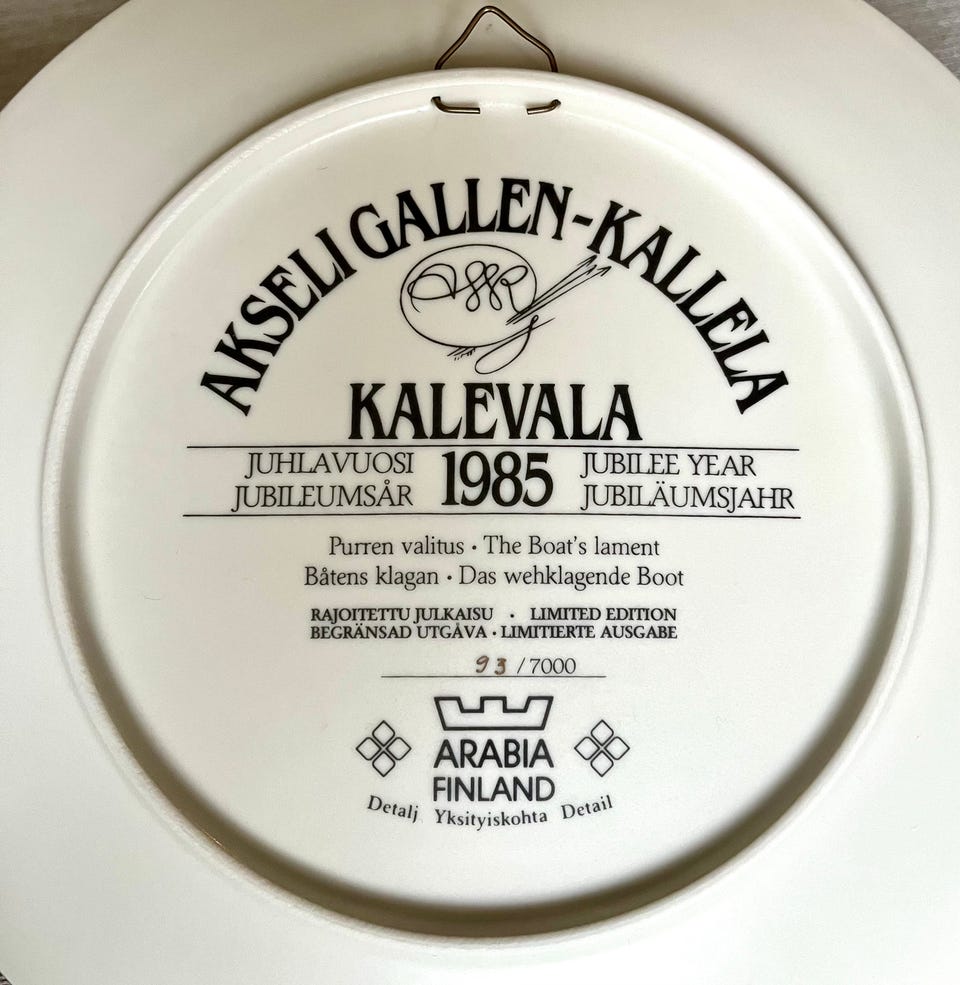 AKSELI GALLEN-KALLELA
KALEVALA
JUHLAVUOSI 1985 JUBILEE YEAR
JUBILEUMSÅR JUBILÄUMSJAHR
Purren valitus · The Boat's lament
Båtens klagan · Das wehklagende Boot
RAJOITETTU JULKAISU · LIMITED EDITION
BEGRÄNSAD UTGÅVA · LIMITIERTE AUSGABE
93 / 7000
ARABIA
FINLAND
Detalj Yksityiskohta Detail